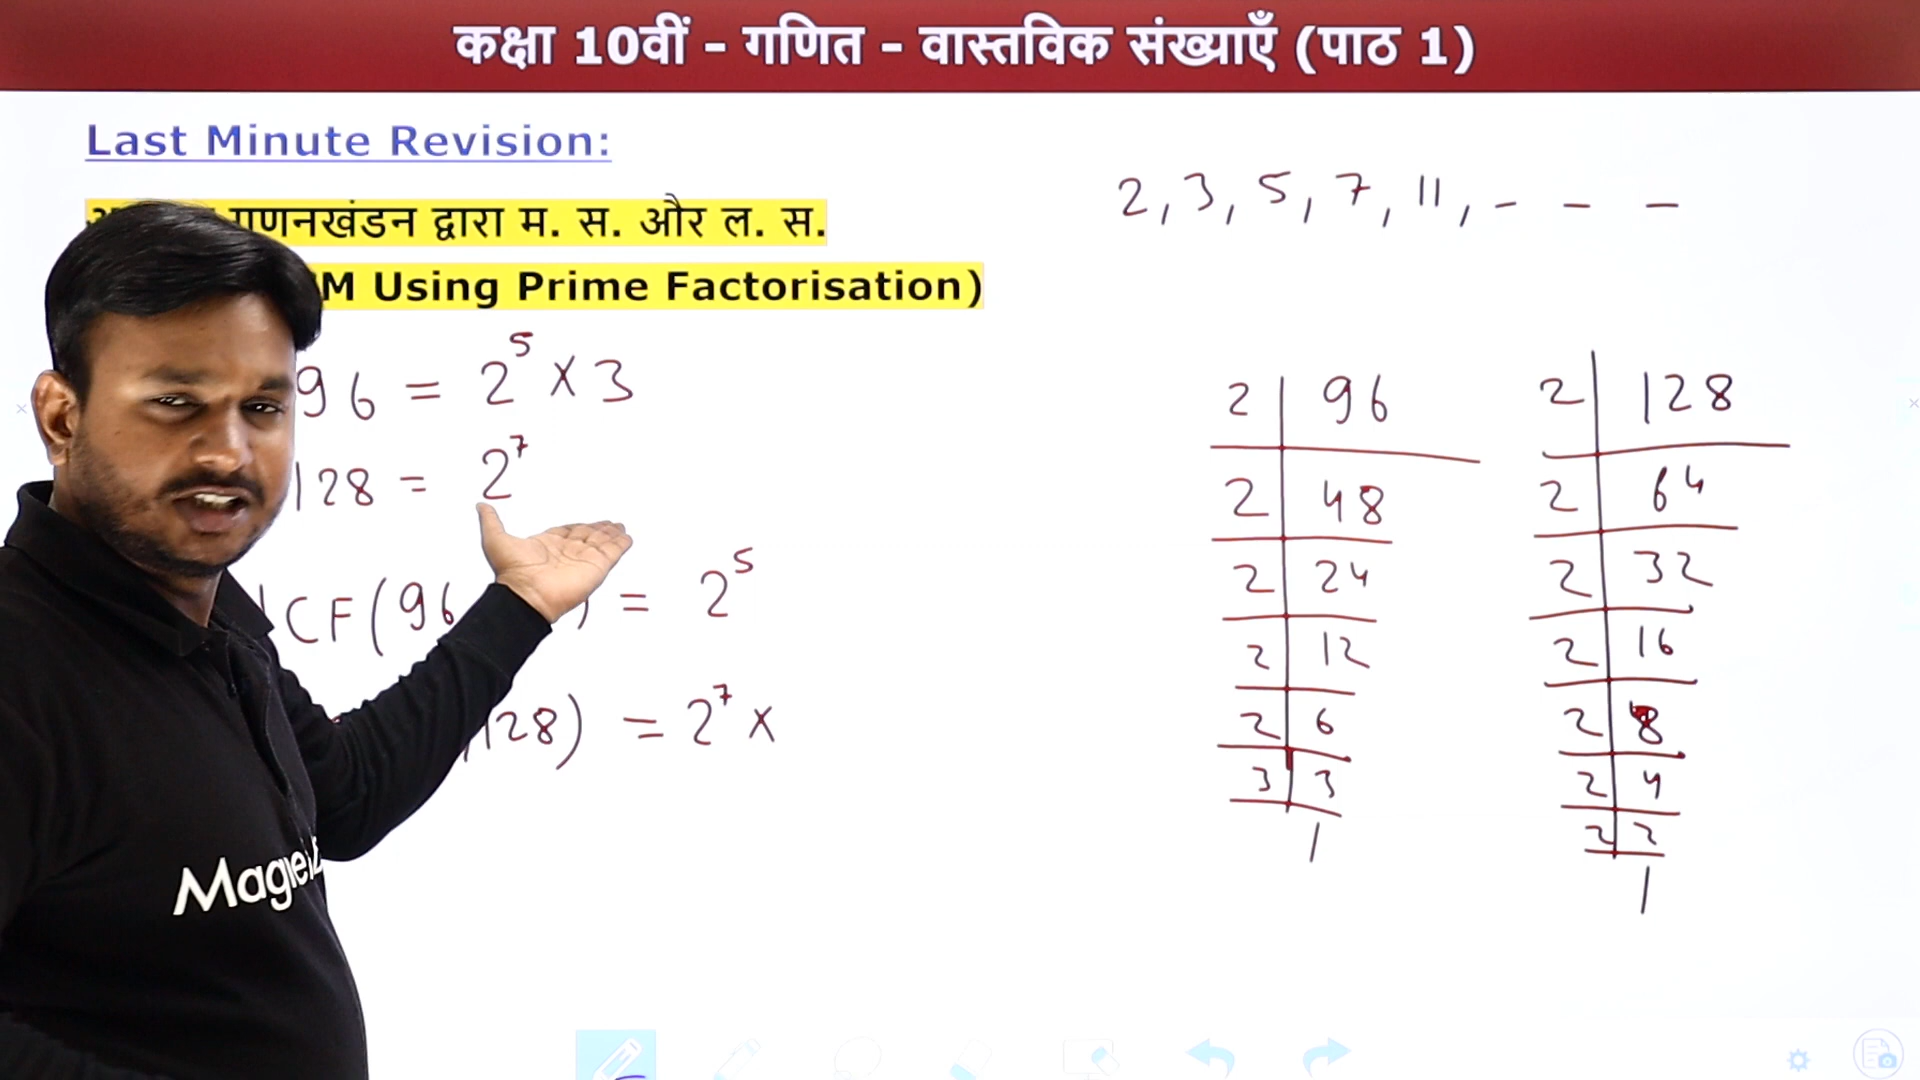 कक्षा 10वीं - गणित - वास्तविक संख्याएँ (पाठ 1)
Last Minute Revision:
2, 3, 5, 7, 11, - - -
गुणनखंडन द्वारा म. स. और ल. स.
Using Prime Factorisation)
96 = 2⁵ × 3
128 = 2⁷
CF(96 ) = 2⁵
128) = 2⁷ ×
2 | 96
2 | 48
2 | 24
2 | 12
2 | 6
3 | 3
1
2 | 128
2 | 64
2 | 32
2 | 16
2 | 8
2 | 4
2 | 2
1